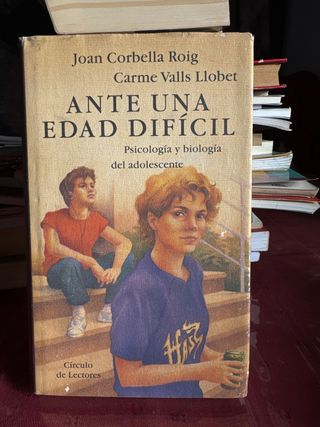 Joan Corbella Roig
Carme Valls Llobet
ANTE UNA
EDAD DIFÍCIL
Psicología y biología
del adolescente
Círculo
de Lectores